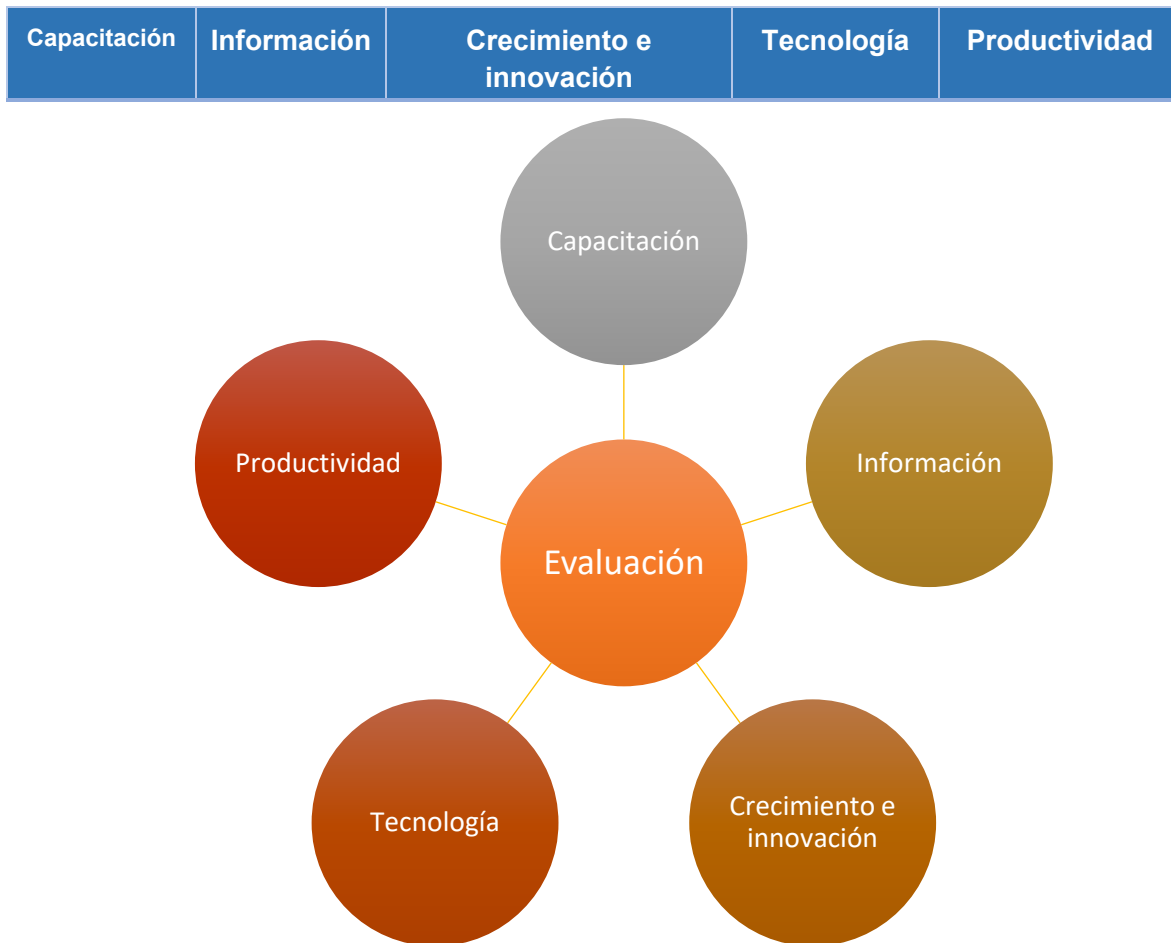 Capacitación
Información
Crecimiento e
innovación
Tecnología
Productividad
Capacitación
Productividad
Información
Evaluación
Tecnología
Crecimiento e
innovación